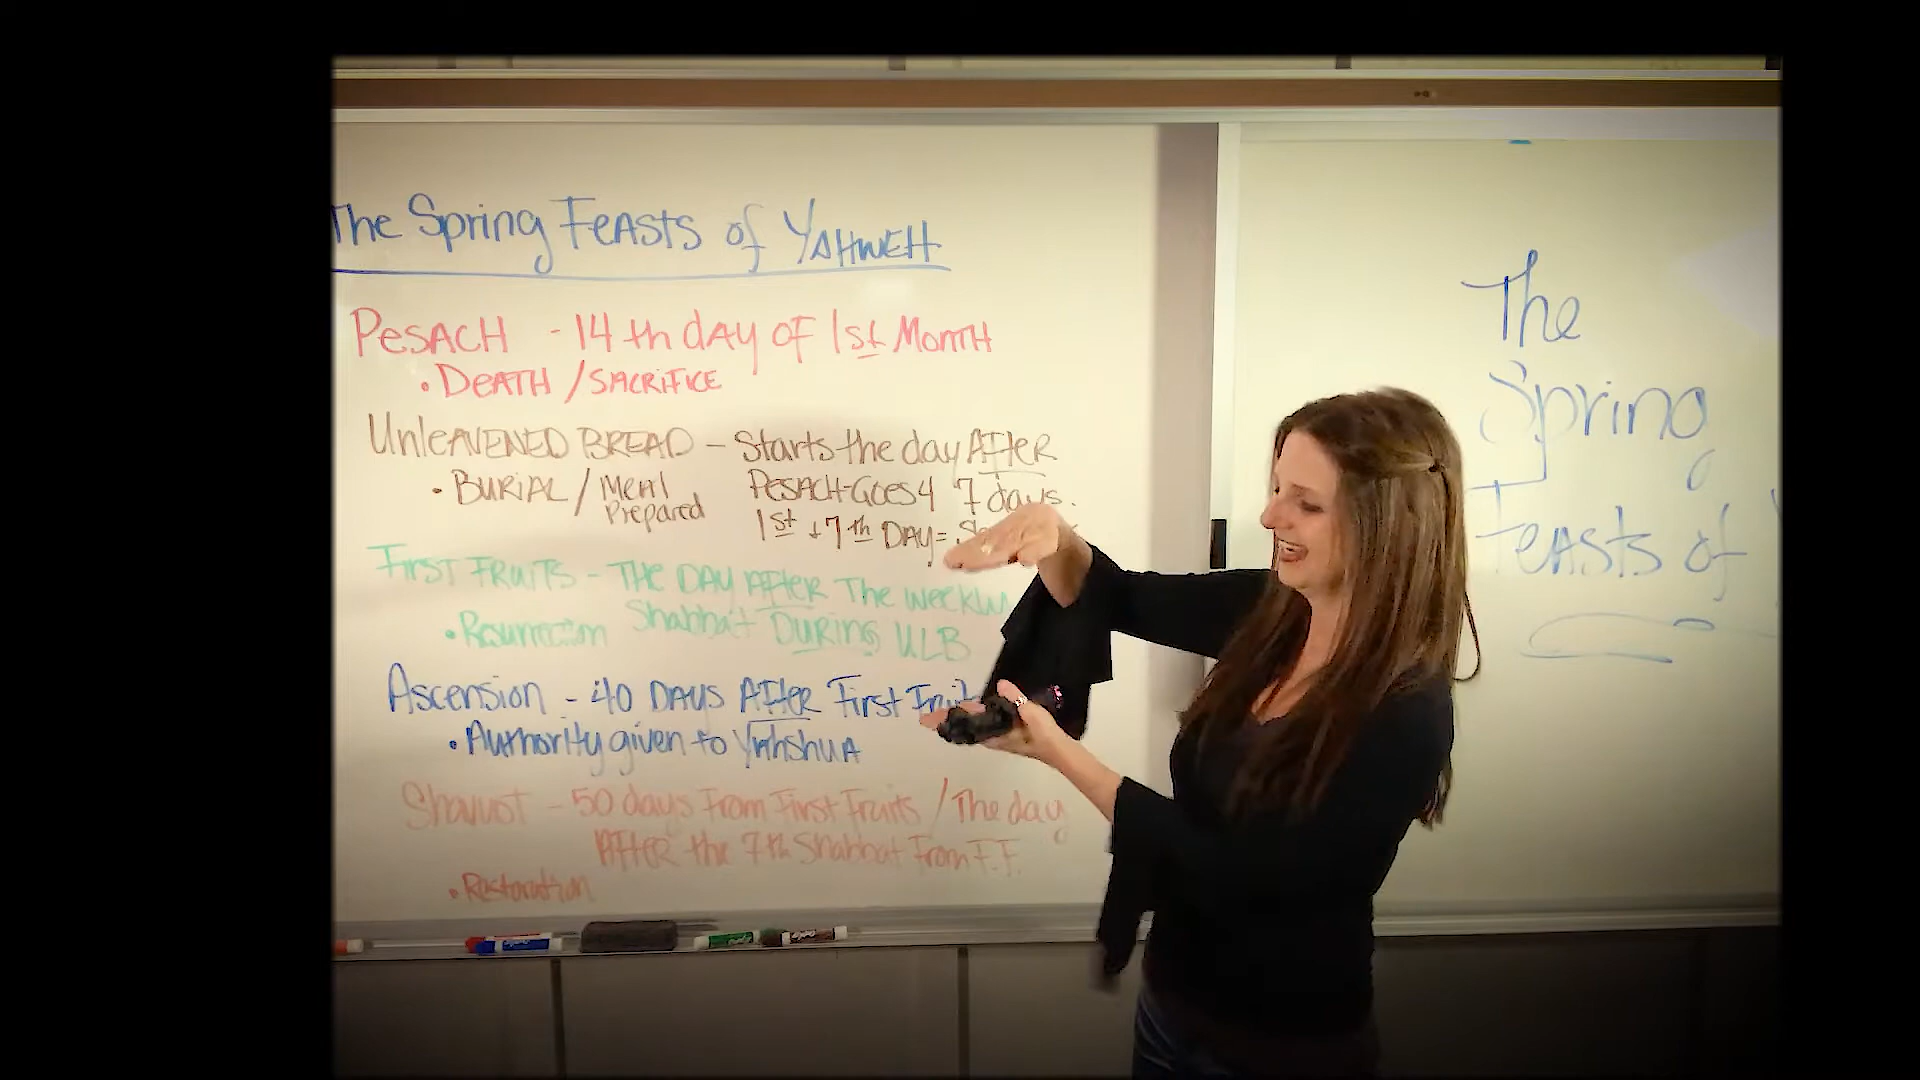 The Spring Feasts of YAHWEH
PESACH - 14th day of 1st Month
• Death / Sacrifice
Unleavened Bread - Starts the day After
• Burial / Meal Prepared
Pesach-Goes 4 7 days.
1st + 7th Day =
First Fruits - The Day After The weekly
• Resurrection
Shabbat During ULB
Ascension - 40 Days After First Fruits
• Authority given to Yahshua
Shavuot - 50 days From First Fruits / The day
After the 7th Shabbat From F.F.
• Restoration
The
Spring
Feasts of